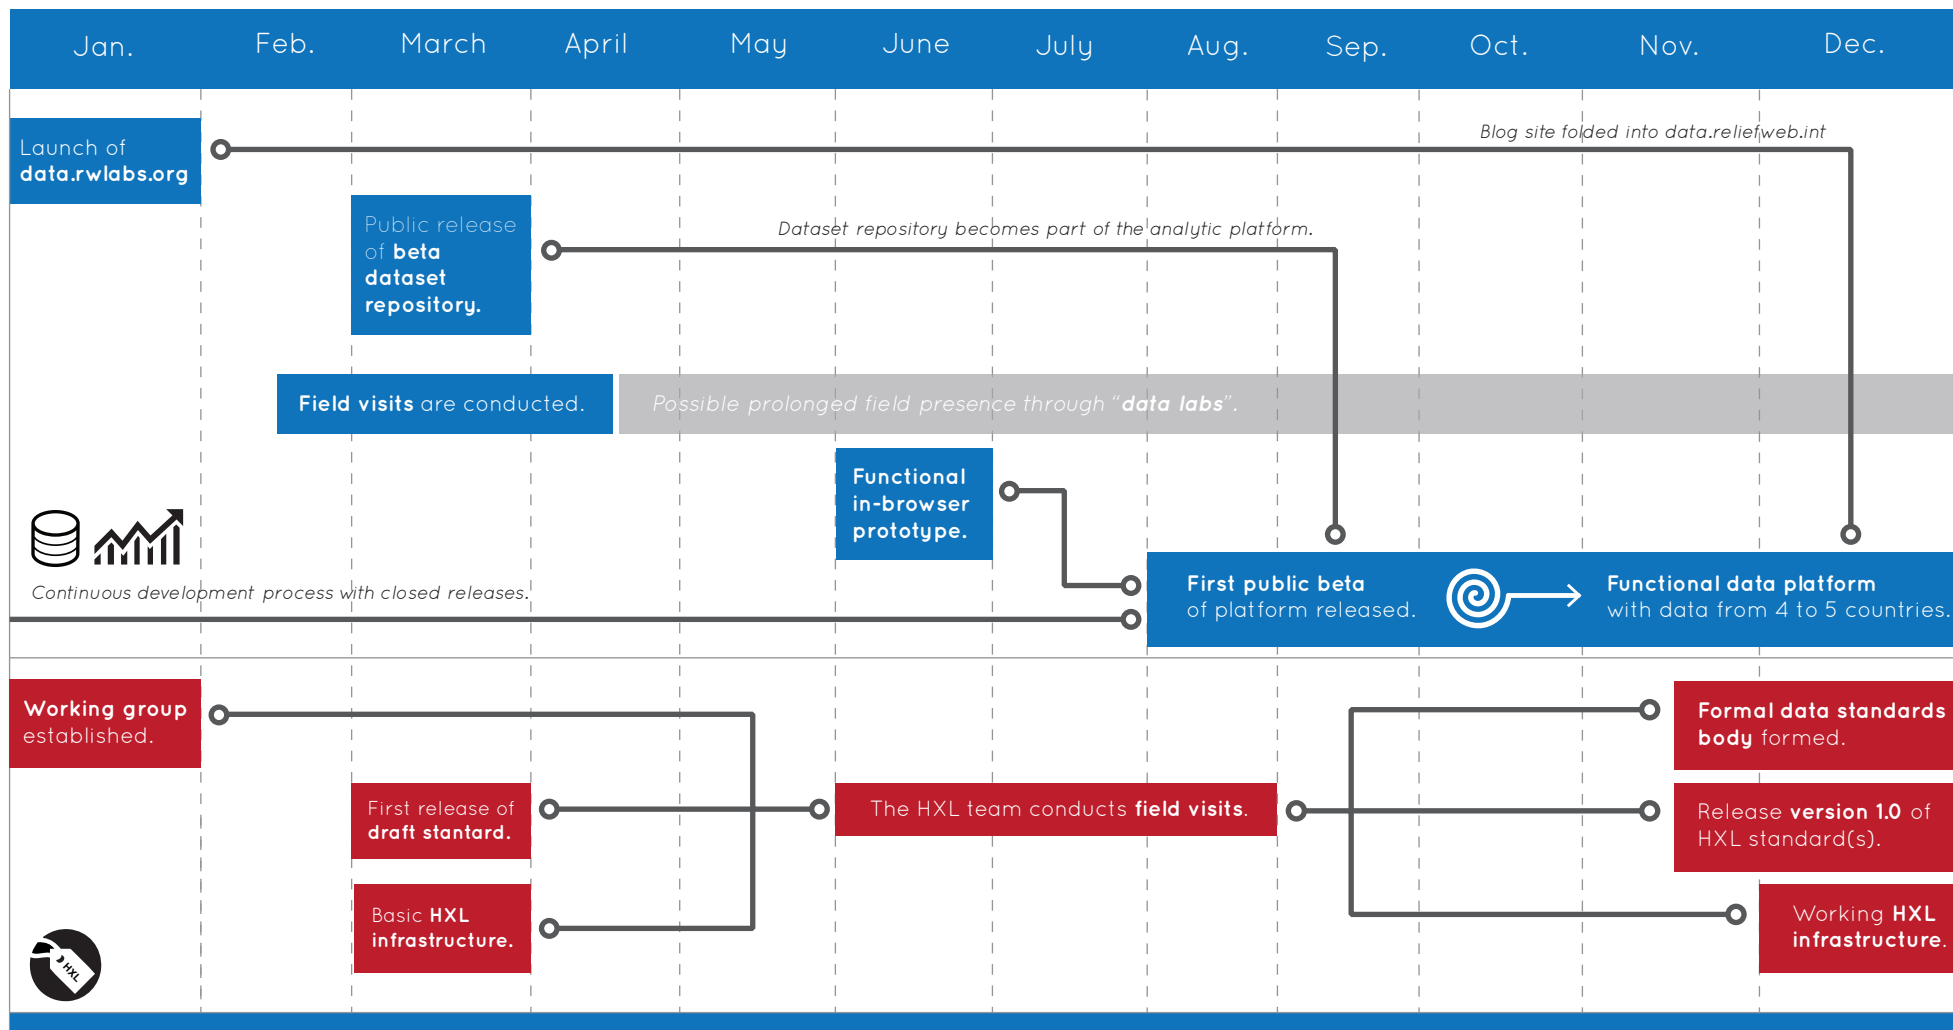 Jan. Feb. March April May June July Aug. Sep. Oct. Nov. Dec.
Blog site folded into data.reliefweb.int
Launch of
data.rwlabs.org
Public release
of beta
dataset
repository.
Dataset repository becomes part of the analytic platform.
Field visits are conducted.
Possible prolonged field presence through “data labs”.
Functional
in-browser
prototype.
Continuous development process with closed releases.
First public beta
of platform released.
Functional data platform
with data from 4 to 5 countries.
Working group
established.
Formal data standards
body formed.
First release of
draft stantard.
The HXL team conducts field visits.
Release version 1.0 of
HXL standard(s).
Basic HXL
infrastructure.
Working HXL
infrastructure.
HXL